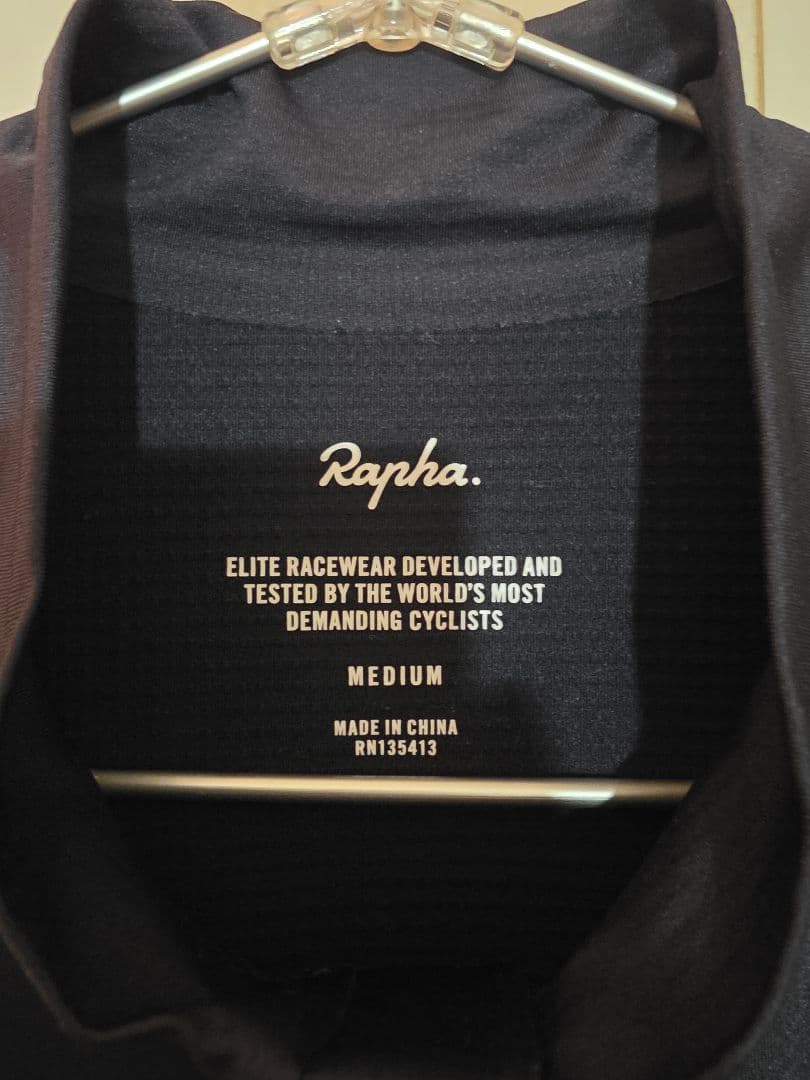 Rapha.
ELITE RACEWEAR DEVELOPED AND
TESTED BY THE WORLD'S MOST
DEMANDING CYCLISTS
MEDIUM
MADE IN CHINA
RN135413